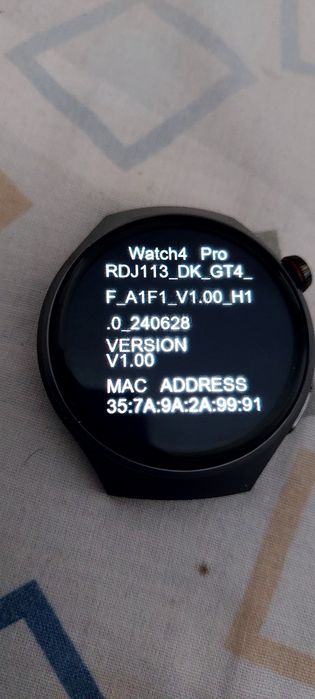 Watch4 Pro
RDJ113_DK_GT4_
F_A1F1_V1.00_H1
.0_240628
VERSION
V1.00
MAC ADDRESS
35:7A:9A:2A:99:91